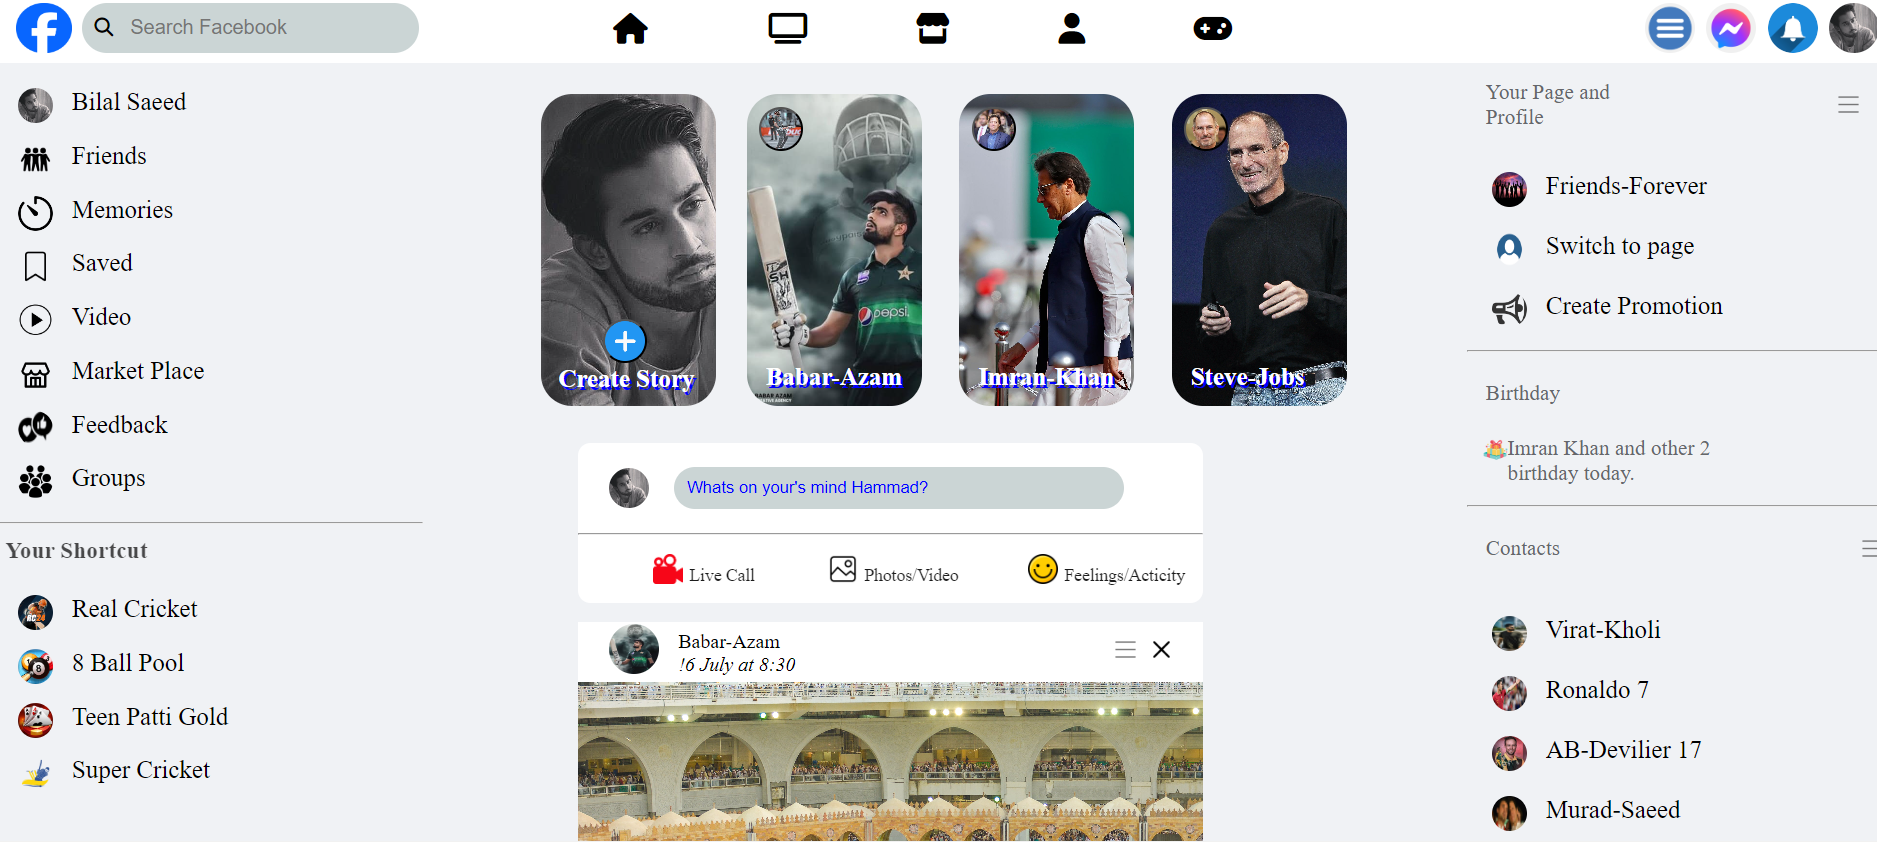 Search Facebook
Bilal Saeed
Friends
Memories
Saved
Video
Market Place
Feedback
Groups
Your Shortcut
Real Cricket
8 Ball Pool
Teen Patti Gold
Super Cricket
Create Story
pepsi
BABAR AZAM
Babar-Azam
Imran-Khan
Steve-Jobs
Whats on your's mind Hammad?
Live Call
Photos/Video
Feelings/Acticity
Babar-Azam
!6 July at 8:30
Your Page and
Profile
Friends-Forever
Switch to page
Create Promotion
Birthday
Imran Khan and other 2
birthday today.
Contacts
Virat-Kholi
Ronaldo 7
AB-Devilier 17
Murad-Saeed